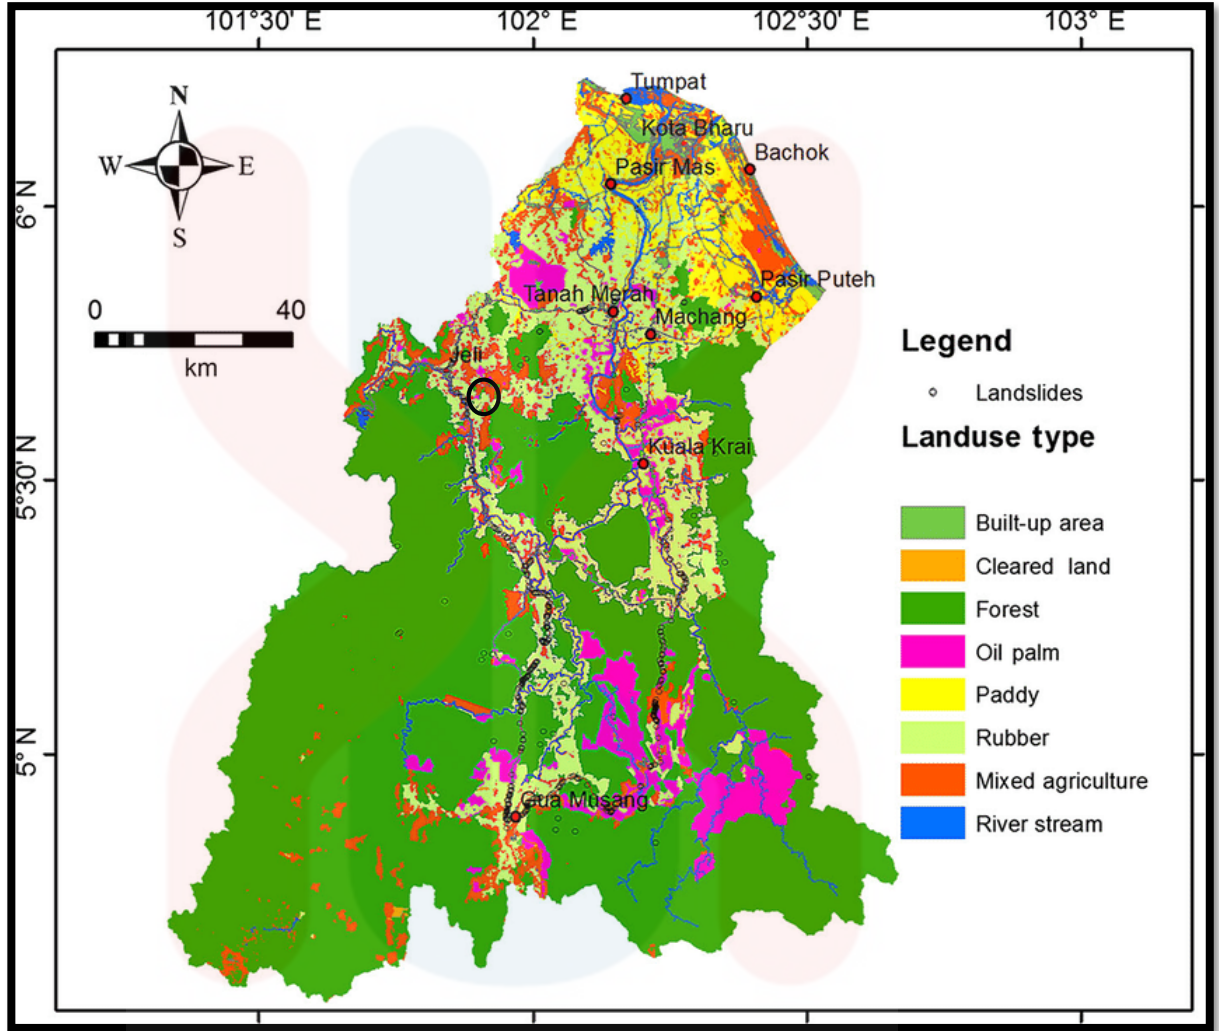 101°30' E
102° E
102°30' E
103° E
6° N
5°30' N
5° N
N
W
E
S
0
40
km
Tumpat
Kota Bharu
Bachok
Pasir Mas
Pasir Puteh
Tanah Merah
Machang
Jeli
Kuala Krai
Gua Musang
Legend
Landslides
Landuse type
Built-up area
Cleared land
Forest
Oil palm
Paddy
Rubber
Mixed agriculture
River stream